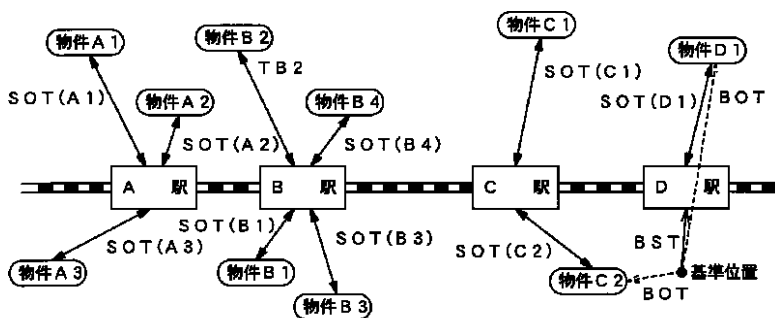 物件A1
物件B2
物件C1
物件D1
TB2
SOT(A1)
物件A2
物件B4
SOT(C1)
SOT(D1)
BOT
SOT(A2)
SOT(B4)
A 駅
B 駅
C 駅
D 駅
SOT(A3)
SOT(B1)
SOT(B3)
SOT(C2)
BST
物件A3
物件B1
物件B3
物件C2
BOT
基準位置